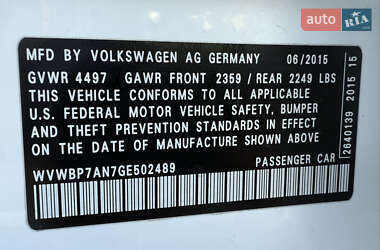 auto RIA.com
MFD BY VOLKSWAGEN AG GERMANY 06/2015
GVWR 4497 GAWR FRONT 2359 / REAR 2249 LBS
THIS VEHICLE CONFORMS TO ALL APPLICABLE
U.S. FEDERAL MOTOR VEHICLE SAFETY, BUMPER
AND THEFT PREVENTION STANDARDS IN EFFECT
ON THE DATE OF MANUFACTURE SHOWN ABOVE
WVWBP7AN7GE502489 PASSENGER CAR
2640139 2015 15